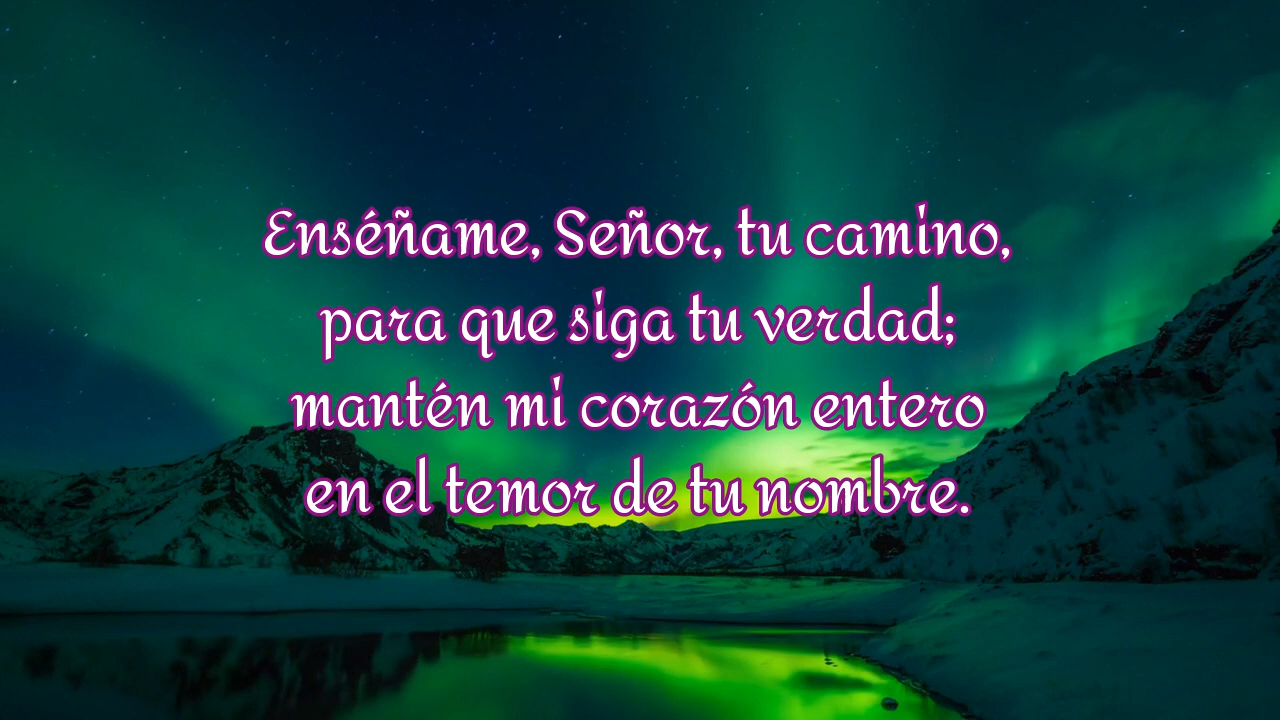 Enséñame, Señor, tu camino,
para que siga tu verdad;
mantén mi corazón entero
en el temor de tu nombre.